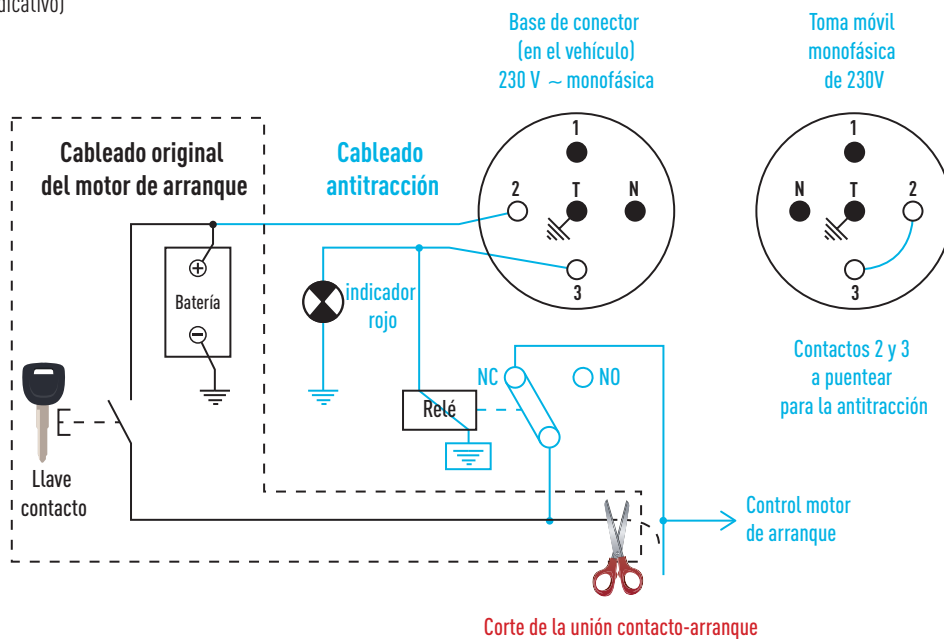 Base de conector
(en el vehículo)
230 V ~ monofásica
Toma móvil
monofásica
de 230V
Cableado original
del motor de arranque
Cableado
antitracción
1
2
T
N
3
1
N
T
2
3
+
Batería
−
indicador
rojo
Contactos 2 y 3
a puentear
para la antitracción
NC
NO
Relé
Llave
contacto
Control motor
de arranque
Corte de la unión contacto-arranque